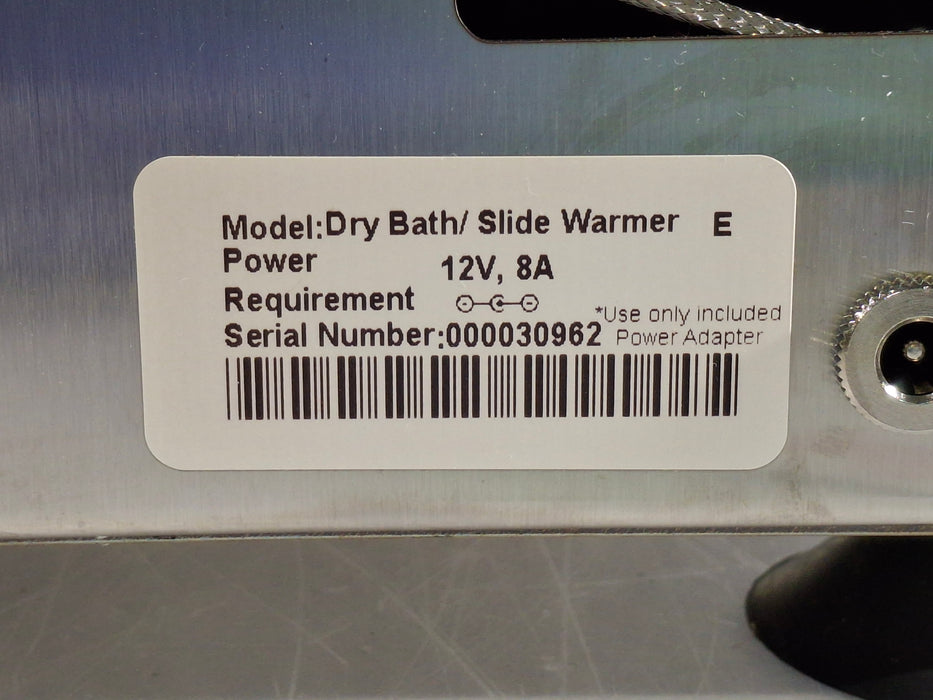 Model:Dry Bath/ Slide Warmer E
Power
12V, 8A
Requirement
*Use only included
Serial Number:000030962
Power Adapter